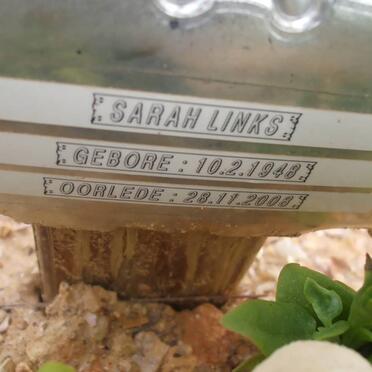 SARAH LINKS
GEBORE : 10.2.1948
OORLEDE : 28.11.2008